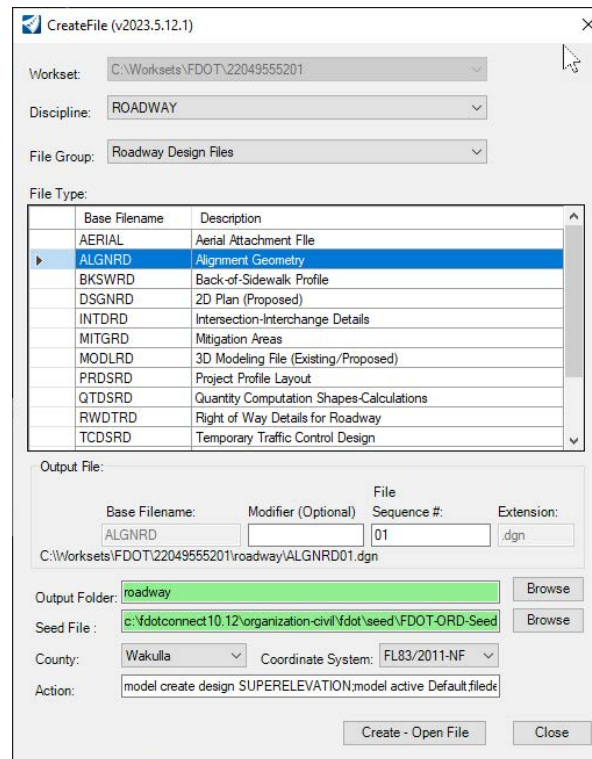 CreateFile (v2023.5.12.1)
Workset: C:\Worksets\FDOT\22049555201
Discipline: ROADWAY
File Group: Roadway Design Files
File Type:
Base Filename Description
AERIAL Aerial Attachment FIle
ALGNRD Alignment Geometry
BKSWRD Back-of-Sidewalk Profile
DSGNRD 2D Plan (Proposed)
INTDRD Intersection-Interchange Details
MITGRD Mitigation Areas
MODLRD 3D Modeling File (Existing/Proposed)
PRDSRD Project Profile Layout
QTDSRD Quantity Computation Shapes-Calculations
RWDTRD Right of Way Details for Roadway
TCDSRD Temporary Traffic Control Design
Output File:
File
Base Filename: Modifier (Optional) Sequence #: Extension:
ALGNRD 01 .dgn
C:\Worksets\FDOT\22049555201\roadway\ALGNRD01.dgn
Output Folder: roadway Browse
Seed File : c:\fdotconnect10.12\organization-civil\fdot\seed\FDOT-ORD-Seed Browse
County: Wakulla Coordinate System: FL83/2011-NF
Action: model create design SUPERELEVATION;model active Default;filede
Create - Open File Close